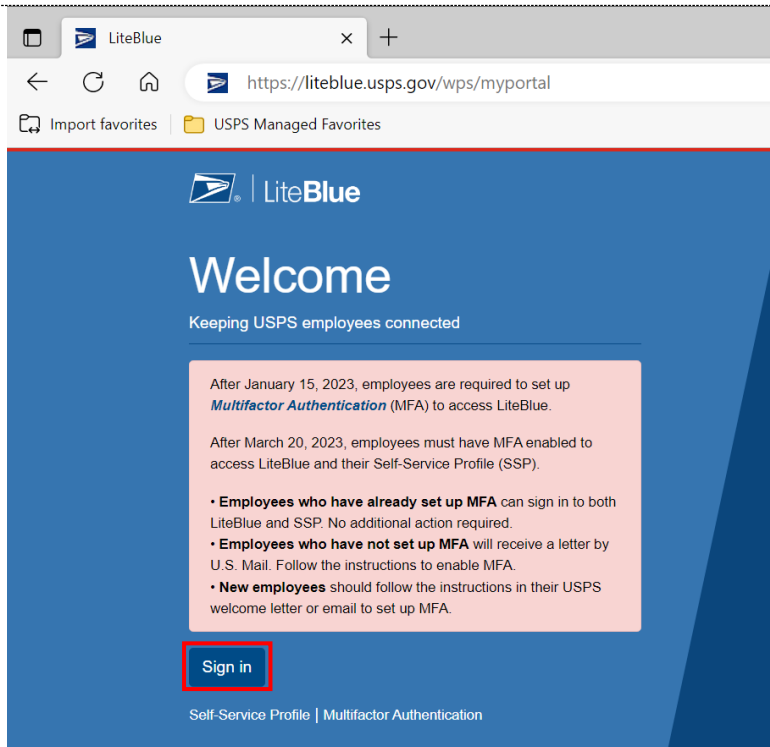 LiteBlue
https://liteblue.usps.gov/wps/myportal
Import favorites
USPS Managed Favorites
LiteBlue
Welcome
Keeping USPS employees connected
After January 15, 2023, employees are required to set up
Multifactor Authentication (MFA) to access LiteBlue.
After March 20, 2023, employees must have MFA enabled to
access LiteBlue and their Self-Service Profile (SSP).
• Employees who have already set up MFA can sign in to both
LiteBlue and SSP. No additional action required.
• Employees who have not set up MFA will receive a letter by
U.S. Mail. Follow the instructions to enable MFA.
• New employees should follow the instructions in their USPS
welcome letter or email to set up MFA.
Sign in
Self-Service Profile | Multifactor Authentication